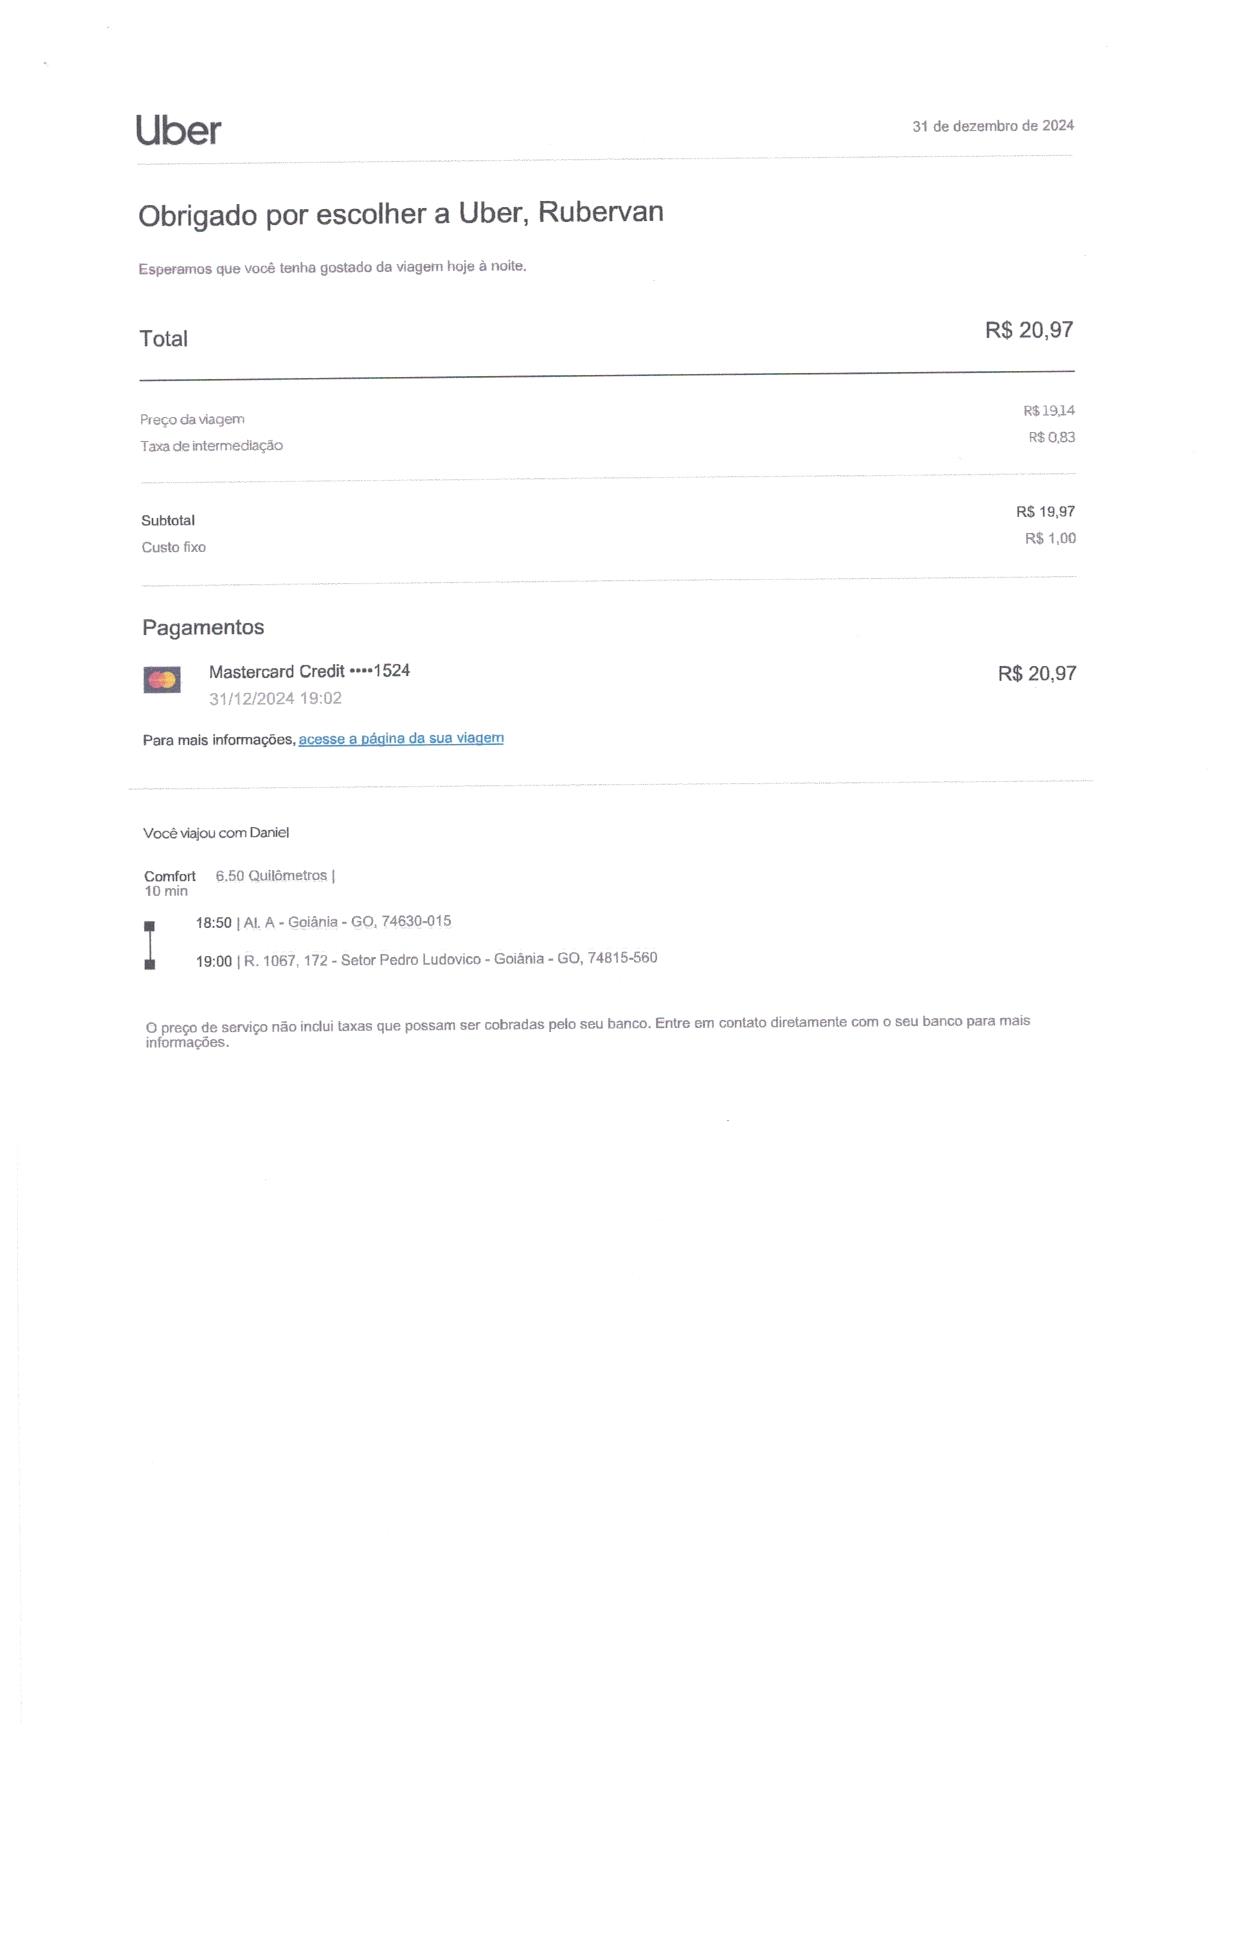 Uber
31 de dezembro de 2024
Obrigado por escolher a Uber, Rubervan
Esperamos que você tenha gostado da viagem hoje à noite.
Total R$ 20,97
Preço da viagem R$ 19,14
Taxa de intermediação R$ 0,83
Subtotal R$ 19,97
Custo fixo R$ 1,00
Pagamentos
Mastercard Credit ••••1524 R$ 20,97
31/12/2024 19:02
Para mais informações, acesse a página da sua viagem
Você viajou com Daniel
Comfort 6.50 Quilômetros |
10 min
18:50 | Al. A - Goiânia - GO, 74630-015
19:00 | R. 1067, 172 - Setor Pedro Ludovico - Goiânia - GO, 74815-560
O preço de serviço não inclui taxas que possam ser cobradas pelo seu banco. Entre em contato diretamente com o seu banco para mais
informações.